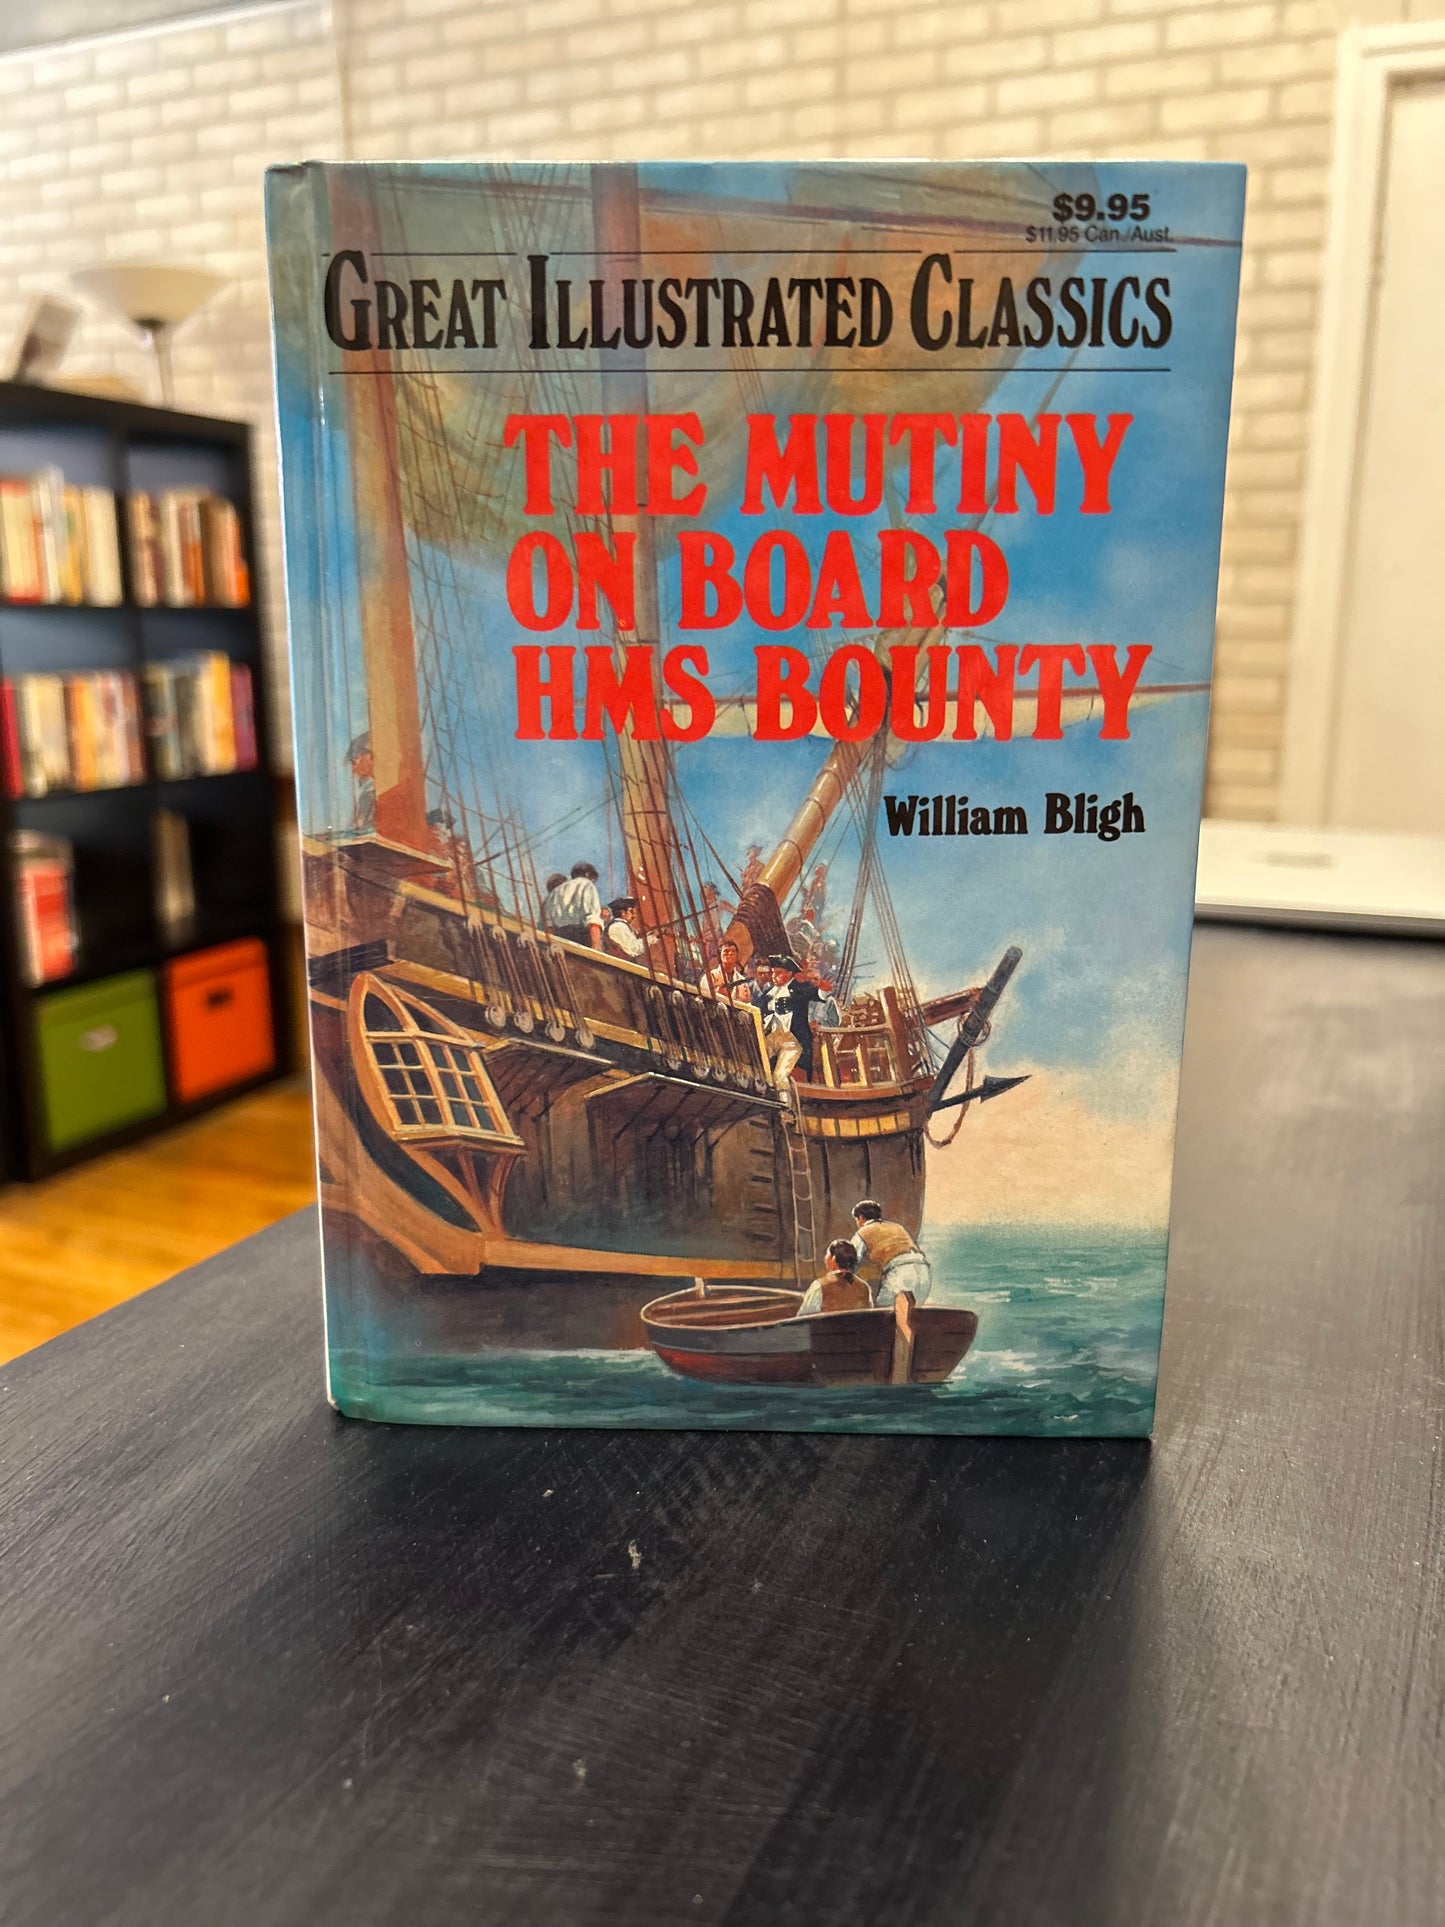 $9.95
$11.95 Can./Aust.
GREAT ILLUSTRATED CLASSICS
THE MUTINY
ON BOARD
HMS BOUNTY
William Bligh